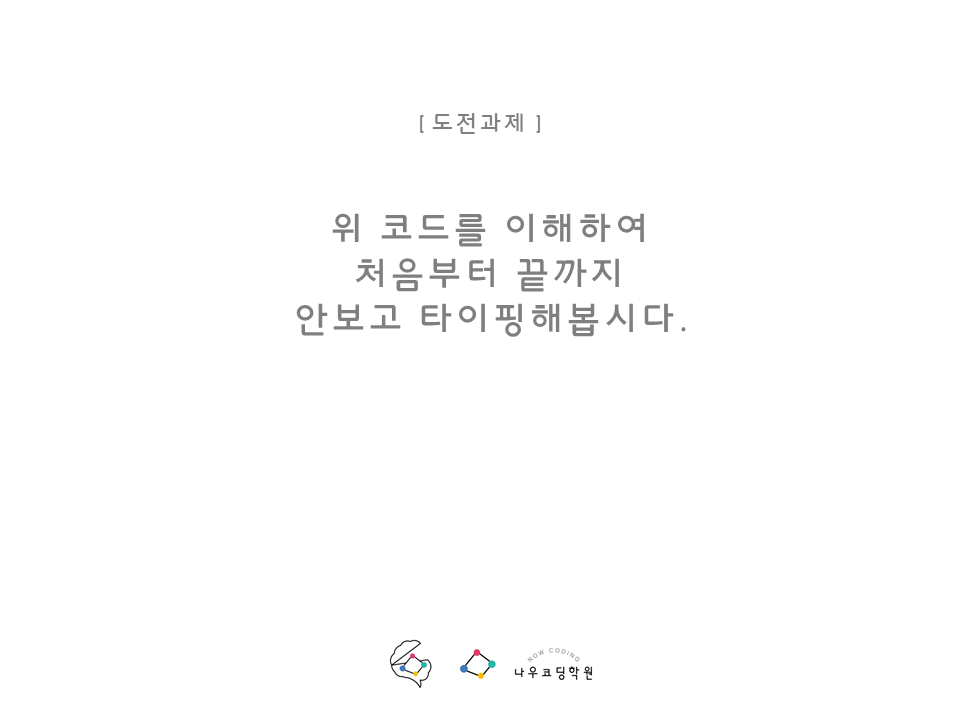 [ 도전과제 ]
위 코드를 이해하여
처음부터 끝까지
안보고 타이핑해봅시다.
NOW CODING
나우코딩학원